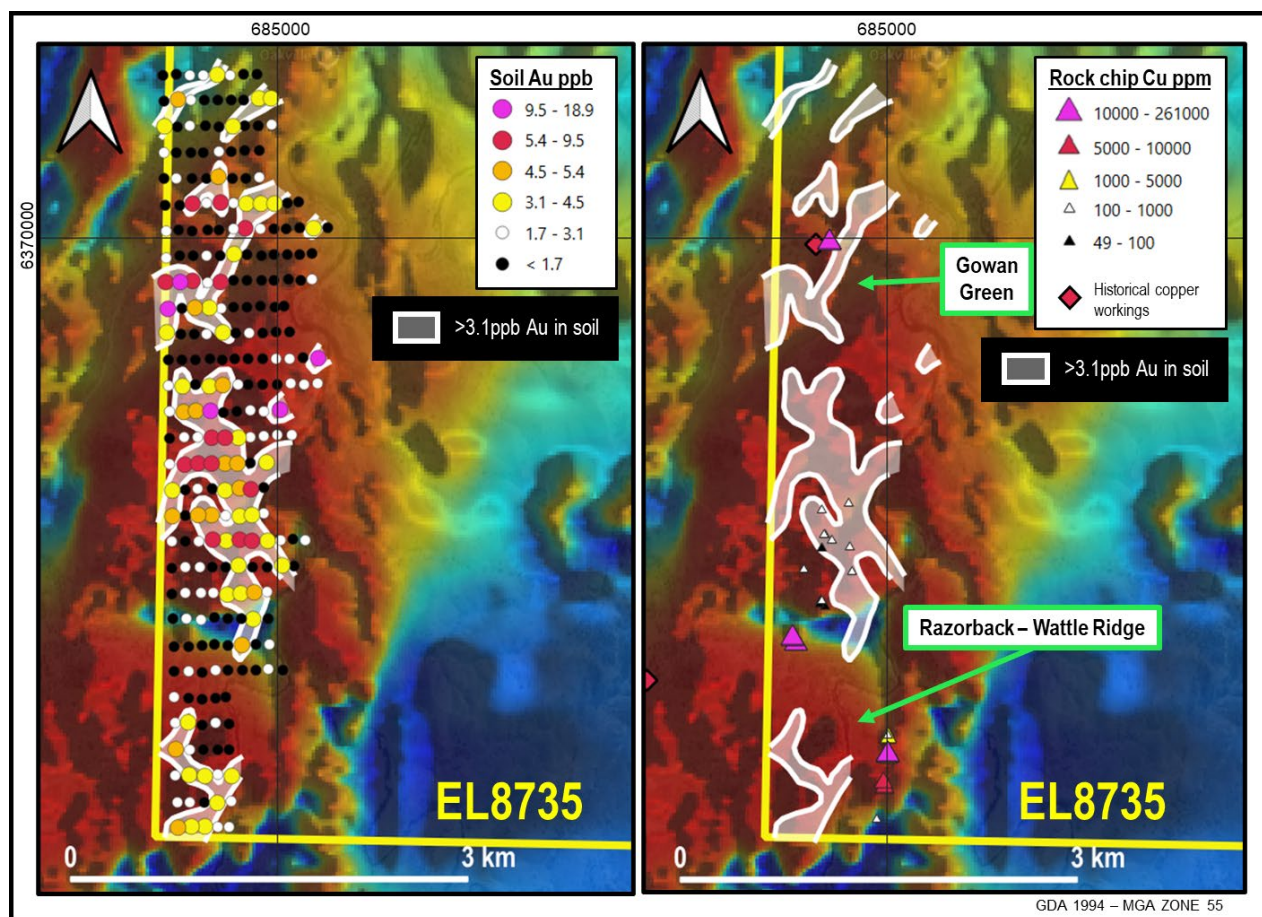 685000
685000
6370000
Soil Au ppb
9.5 - 18.9
5.4 - 9.5
4.5 - 5.4
3.1 - 4.5
1.7 - 3.1
< 1.7
>3.1ppb Au in soil
EL8735
0
3 km
Rock chip Cu ppm
10000 - 261000
5000 - 10000
1000 - 5000
100 - 1000
49 - 100
Historical copper
workings
>3.1ppb Au in soil
Gowan
Green
Razorback – Wattle Ridge
EL8735
0
3 km
GDA 1994 – MGA ZONE 55